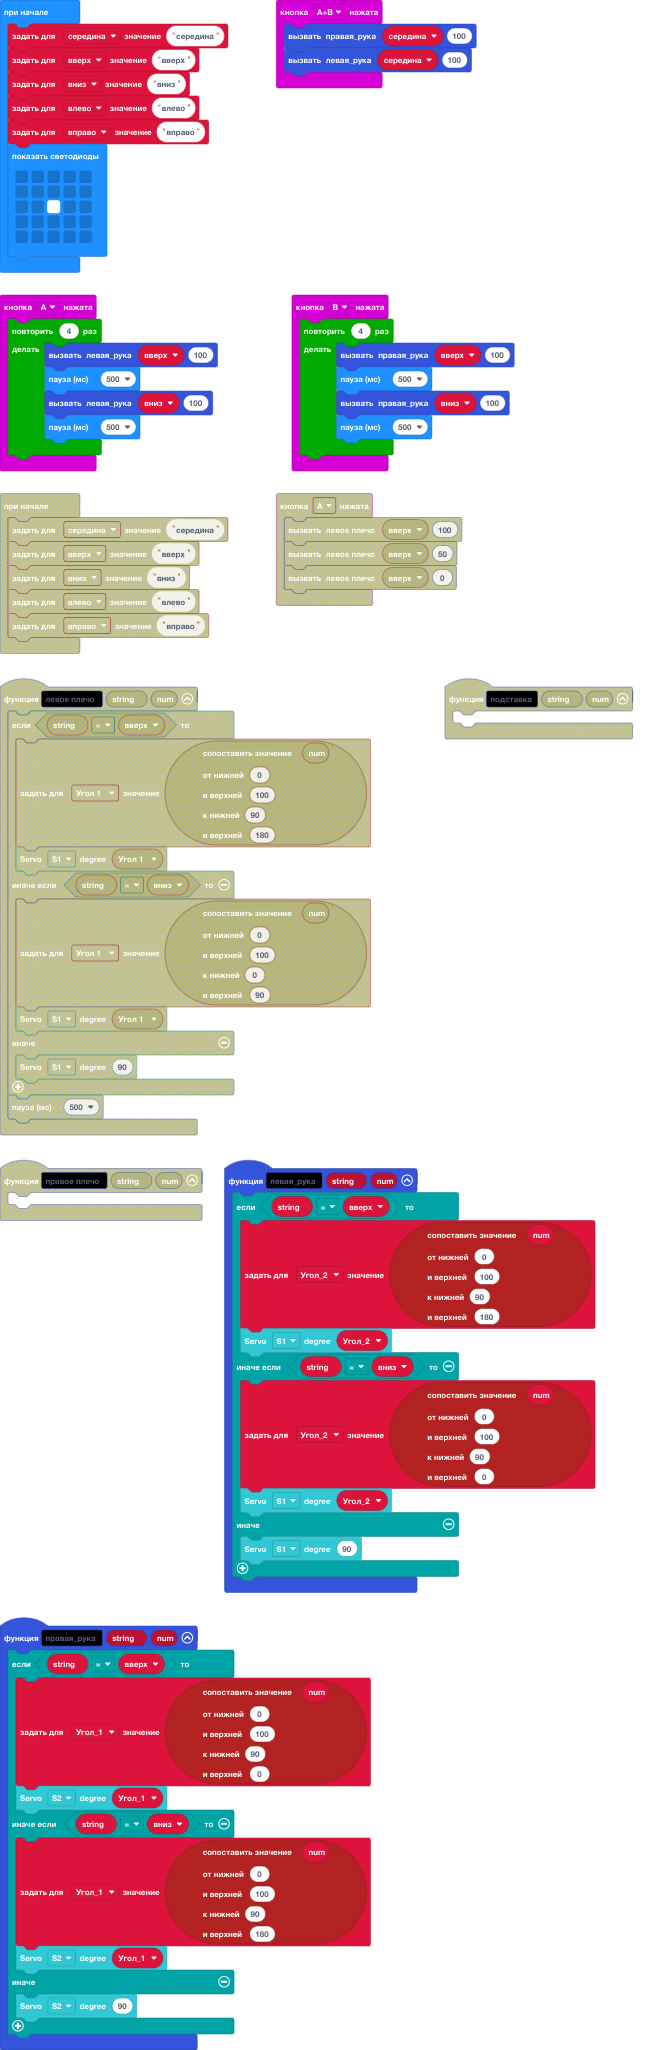 при начале
задать для середина значение "середина"
задать для вверх значение "вверх"
задать для вниз значение "вниз"
задать для влево значение "влево"
задать для вправо значение "вправо"
показать светодиоды
кнопка A+B нажата
вызвать правая_рука середина 100
вызвать левая_рука середина 100
кнопка A нажата
повторить 4 раз
делать
вызвать левая_рука вверх 100
пауза (мс) 500
вызвать левая_рука вниз 100
пауза (мс) 500
кнопка B нажата
повторить 4 раз
делать
вызвать правая_рука вверх 100
пауза (мс) 500
вызвать правая_рука вниз 100
пауза (мс) 500
при начале
задать для середина значение "середина"
задать для вверх значение "вверх"
задать для вниз значение "вниз"
задать для влево значение "влево"
задать для вправо значение "вправо"
кнопка A нажата
вызвать левое плечо вверх 100
вызвать левое плечо вверх 50
вызвать левое плечо вверх 0
функция левое плечо string num
если string = вверх то
сопоставить значение num
от нижней 0
задать для Угол 1 значение
и верхней 100
к нижней 90
и верхней 180
Servo S1 degree Угол 1
иначе если string = вниз то
сопоставить значение num
от нижней 0
задать для Угол 1 значение
и верхней 100
к нижней 0
и верхней 90
Servo S1 degree Угол 1
иначе
Servo S1 degree 90
пауза (мс) 500
функция подставка string num
функция правое плечо string num
функция левая_рука string num
если string = вверх то
сопоставить значение num
от нижней 0
задать для Угол_2 значение
и верхней 100
к нижней 90
и верхней 180
Servo S1 degree Угол_2
иначе если string = вниз то
сопоставить значение num
от нижней 0
задать для Угол_2 значение
и верхней 100
к нижней 90
и верхней 0
Servo S1 degree Угол_2
иначе
Servo S1 degree 90
функция правая_рука string num
если string = вверх то
сопоставить значение num
от нижней 0
задать для Угол_1 значение
и верхней 100
к нижней 90
и верхней 0
Servo S2 degree Угол_1
иначе если string = вниз то
сопоставить значение num
от нижней 0
задать для Угол_1 значение
и верхней 100
к нижней 90
и верхней 180
Servo S2 degree Угол_1
иначе
Servo S2 degree 90